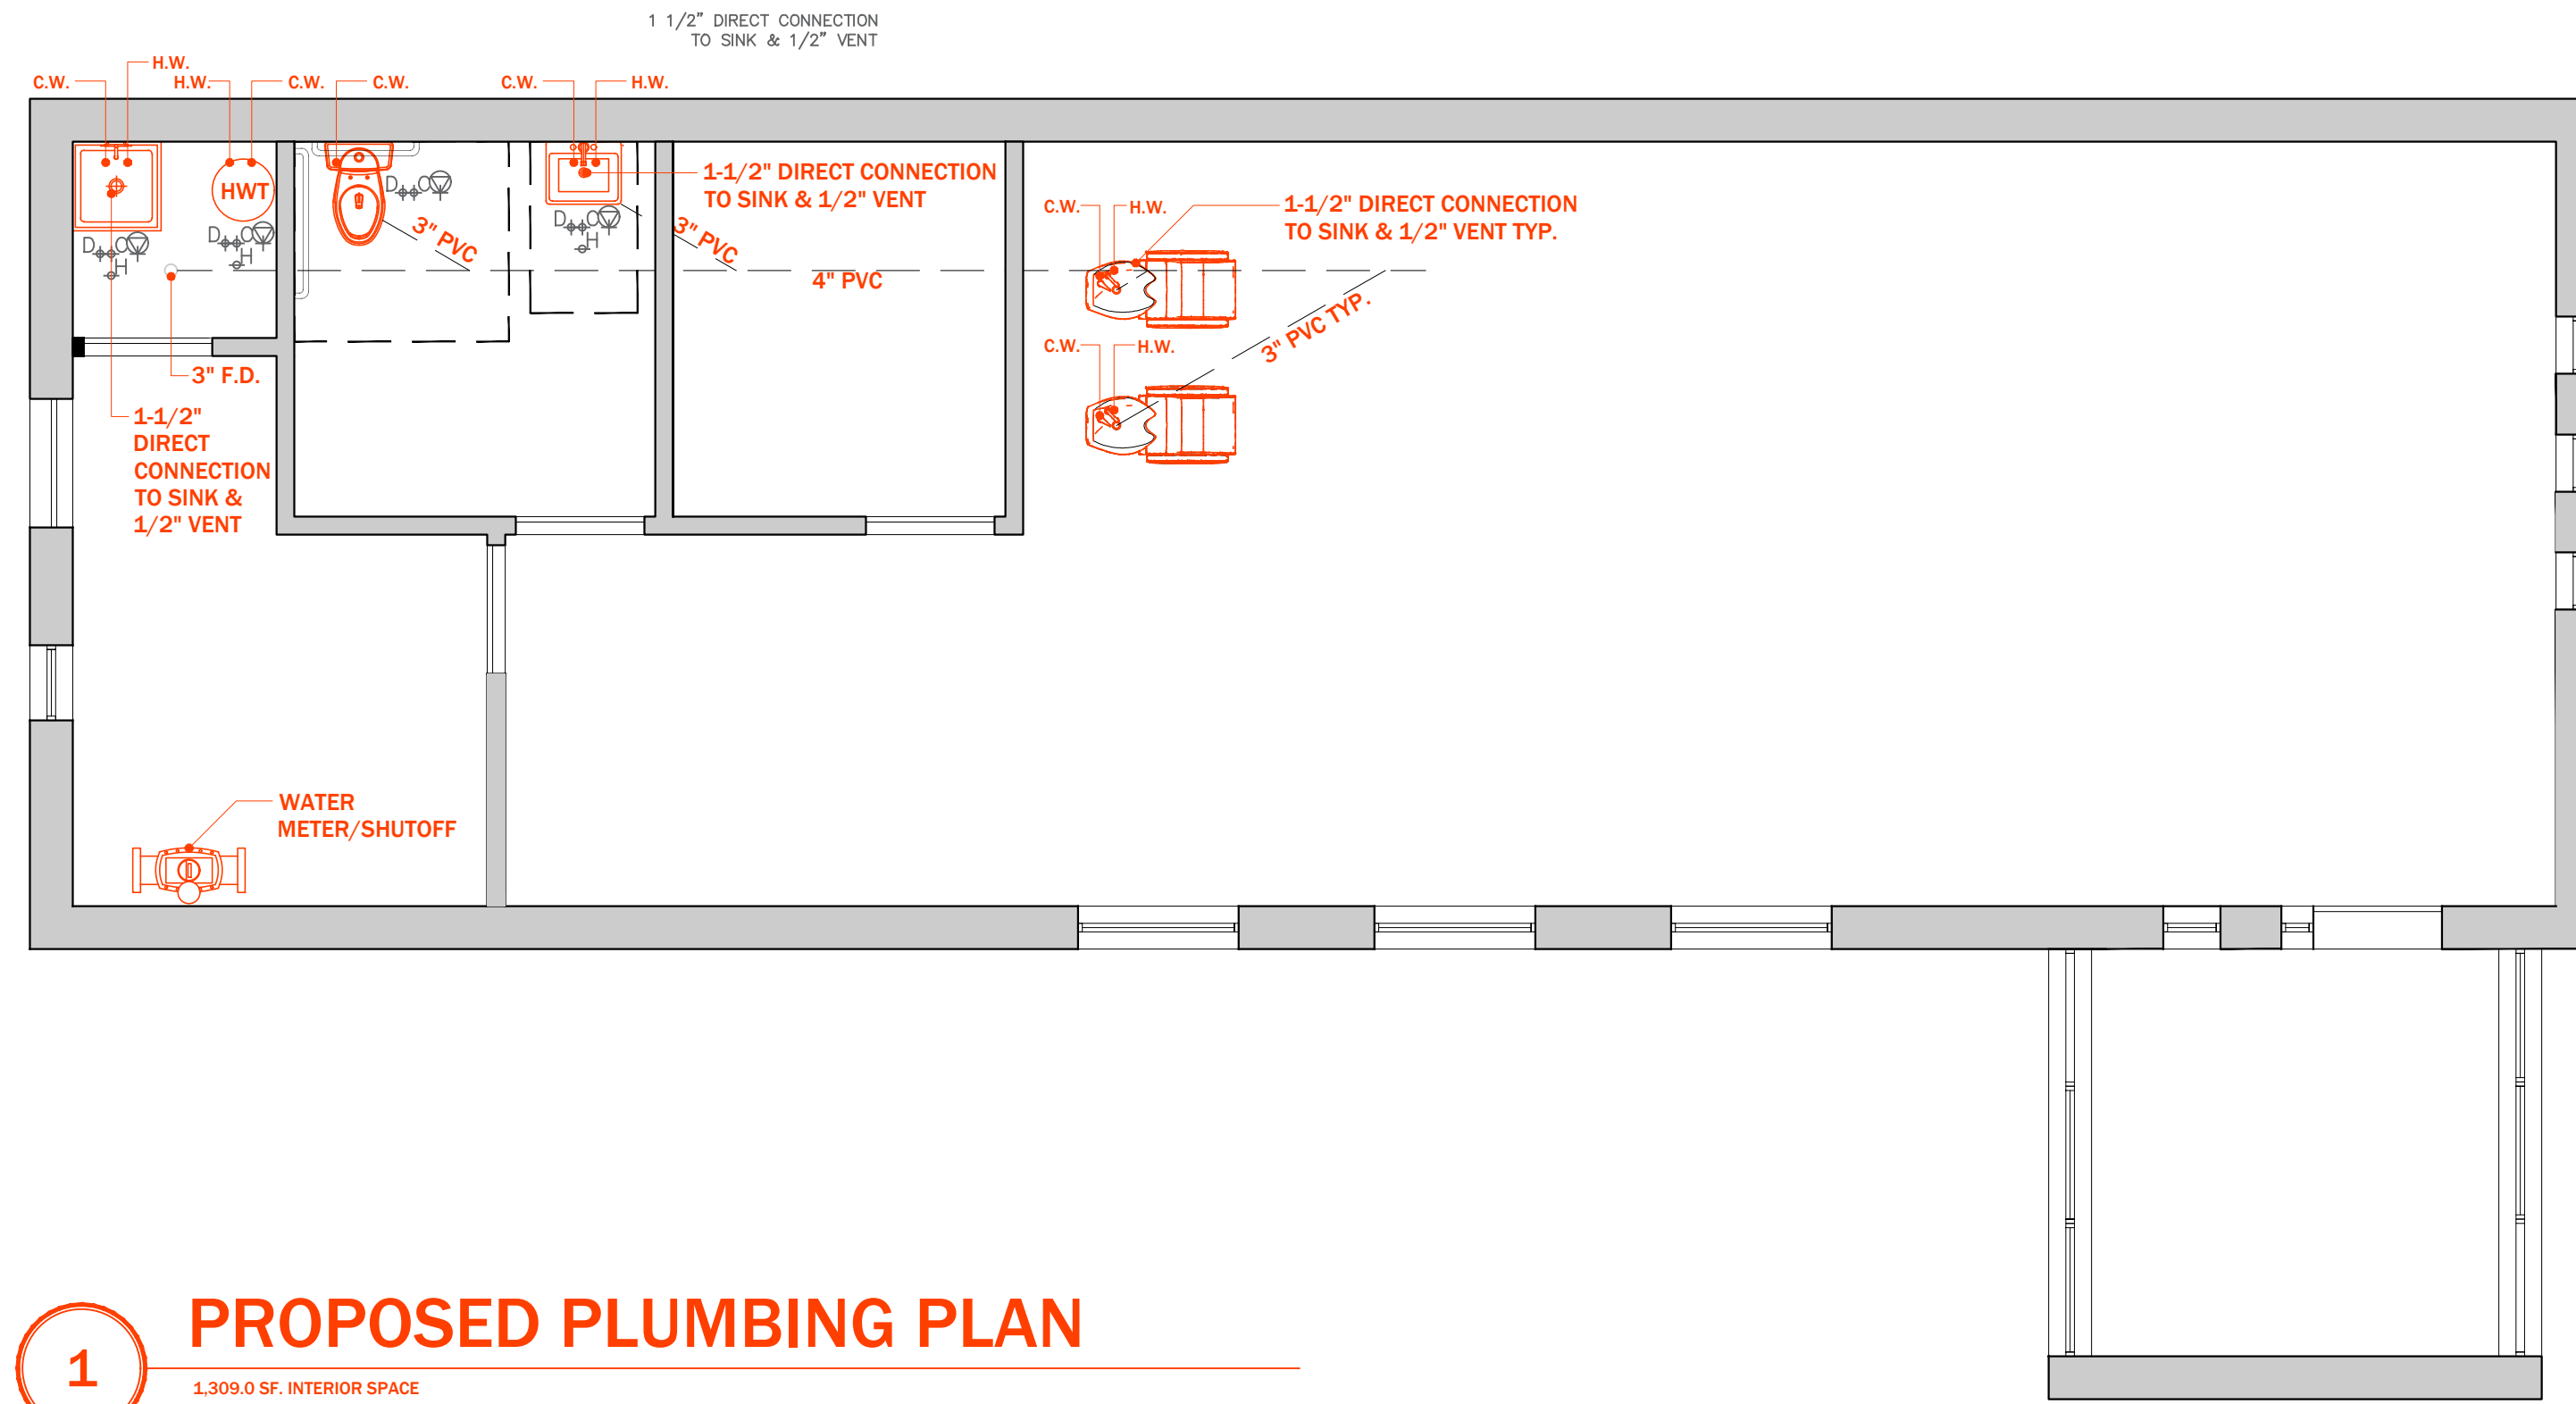 1 1/2" DIRECT CONNECTION
TO SINK & 1/2" VENT
H.W.
C.W.
H.W.
C.W.
C.W.
C.W.
H.W.
HWT
D C
D C
H
D C
H
D C
H
3" PVC
3" PVC
1-1/2" DIRECT CONNECTION
TO SINK & 1/2" VENT
4" PVC
C.W.
H.W.
1-1/2" DIRECT CONNECTION
TO SINK & 1/2" VENT TYP.
C.W.
H.W.
3" PVC TYP.
3" F.D.
1-1/2"
DIRECT
CONNECTION
TO SINK &
1/2" VENT
WATER
METER/SHUTOFF
PROPOSED PLUMBING PLAN
1
1,309.0 SF. INTERIOR SPACE